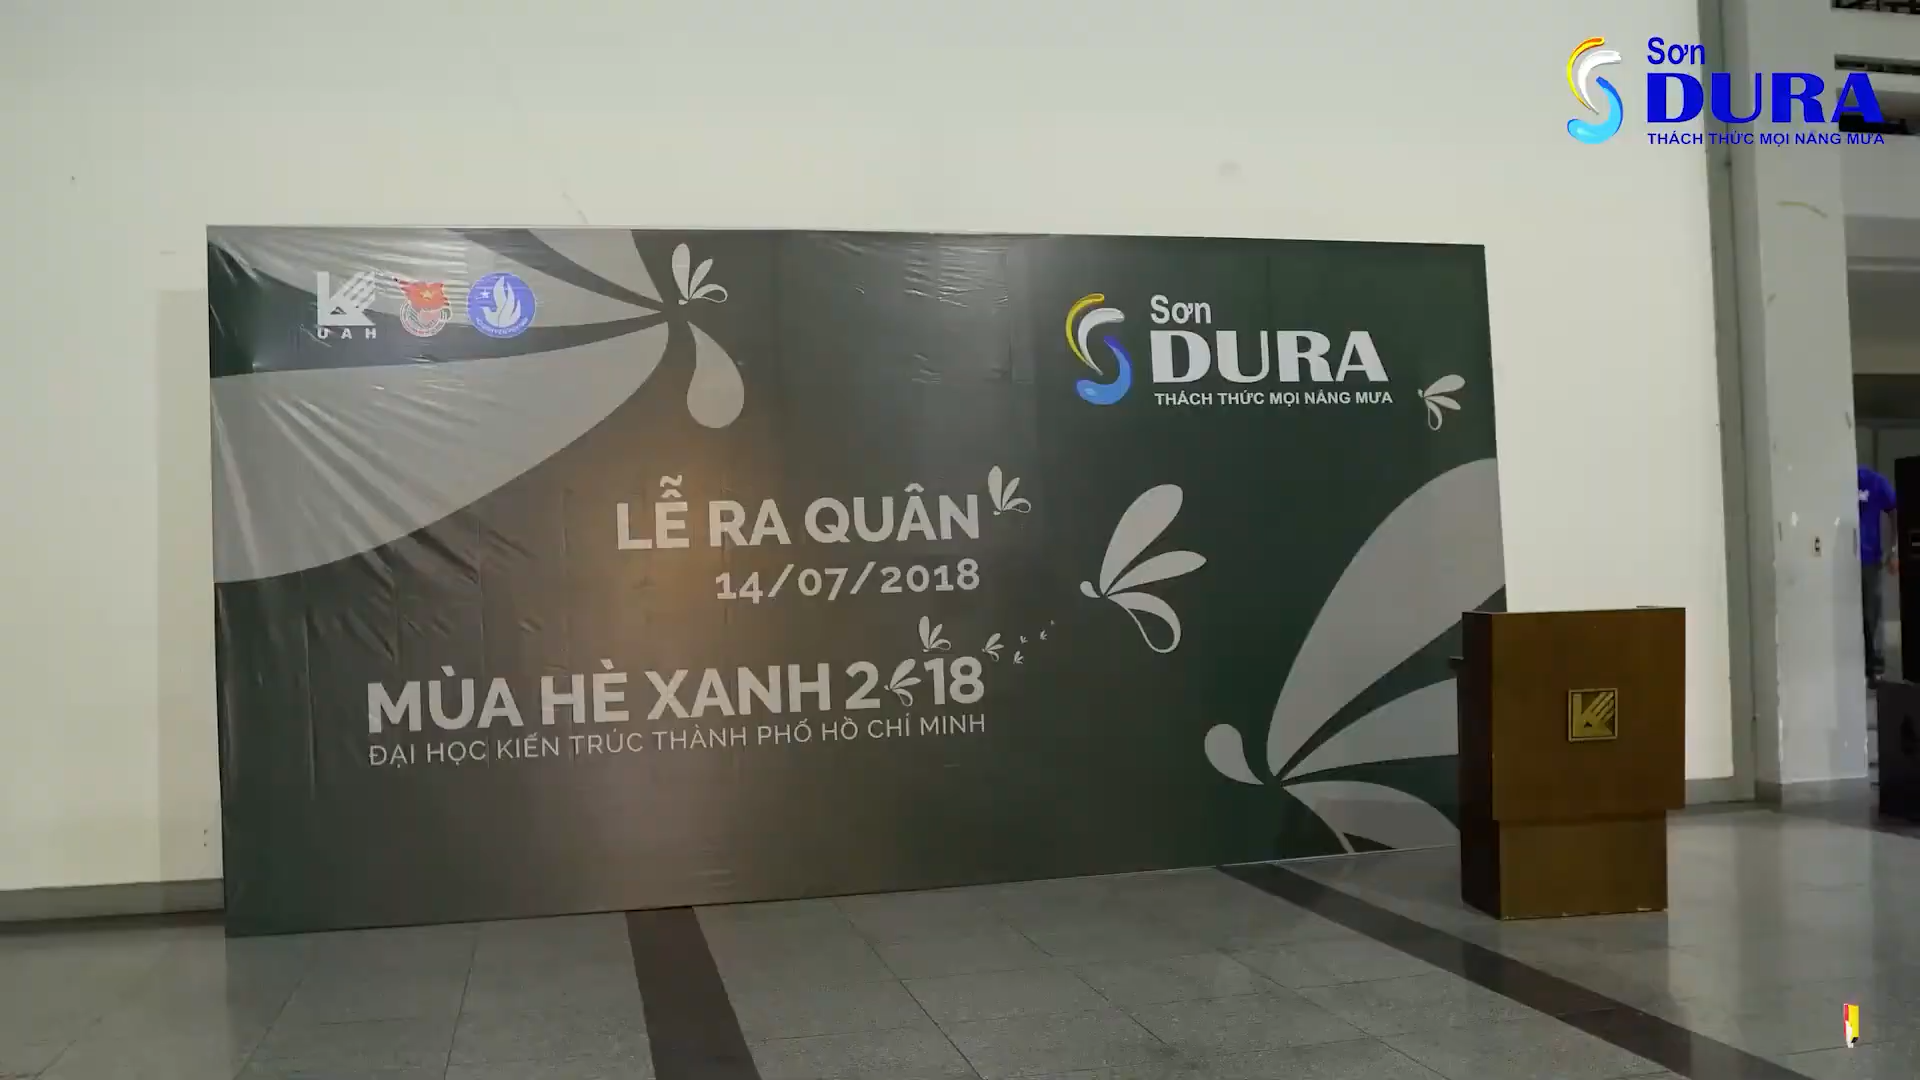 Sơn
DURA
THÁCH THỨC MỌI NẮNG MƯA
UAH
Sơn
DURA
THÁCH THỨC MỌI NẮNG MƯA
LỄ RA QUÂN
14/07/2018
MÙA HÈ XANH 2018
ĐẠI HỌC KIẾN TRÚC THÀNH PHỐ HỒ CHÍ MINH